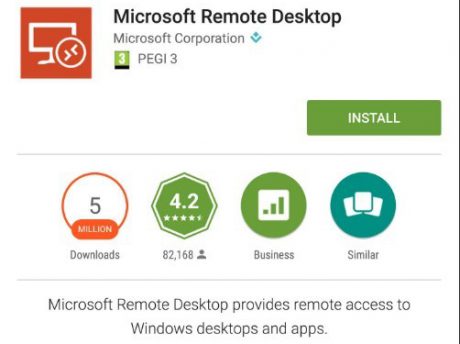 Microsoft Remote Desktop
Microsoft Corporation
3 PEGI 3
INSTALL
5
MILLION
Downloads
4.2
82,168
Business
Similar
Microsoft Remote Desktop provides remote access to
Windows desktops and apps.